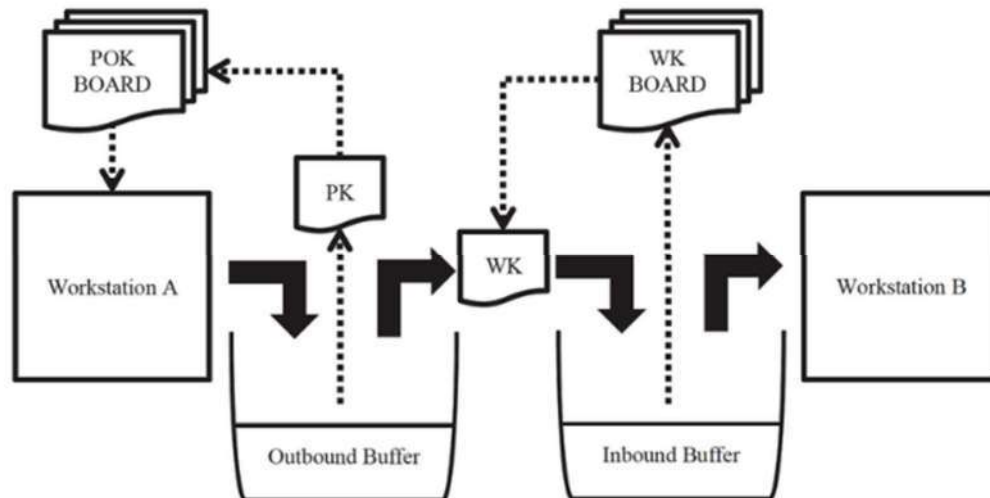 POK
BOARD
WK
BOARD
PK
WK
Workstation A
Workstation B
Outbound Buffer
Inbound Buffer